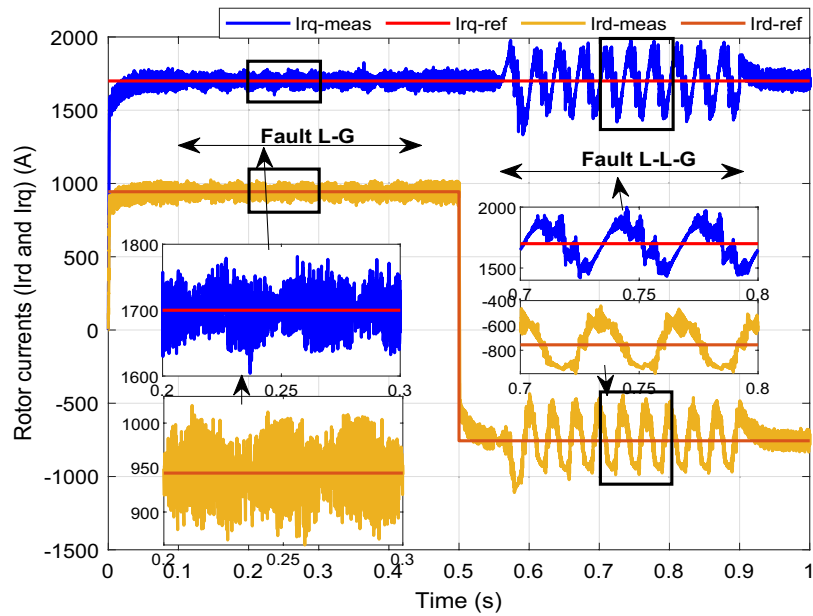 Irq-meas Irq-ref Ird-meas Ird-ref
Rotor currents (Ird and Irq) (A)
2000
1500
1000
500
0
-500
-1000
-1500
Fault L-G
Fault L-L-G
1800
1700
1600
0.2 0.25 0.3
1000
950
900
0.2 0.25 0.3
2000
1500
0.7 0.75 0.8
-400
-600
-800
0.7 0.75 0.8
0 0.1 0.2 0.3 0.4 0.5 0.6 0.7 0.8 0.9 1
Time (s)